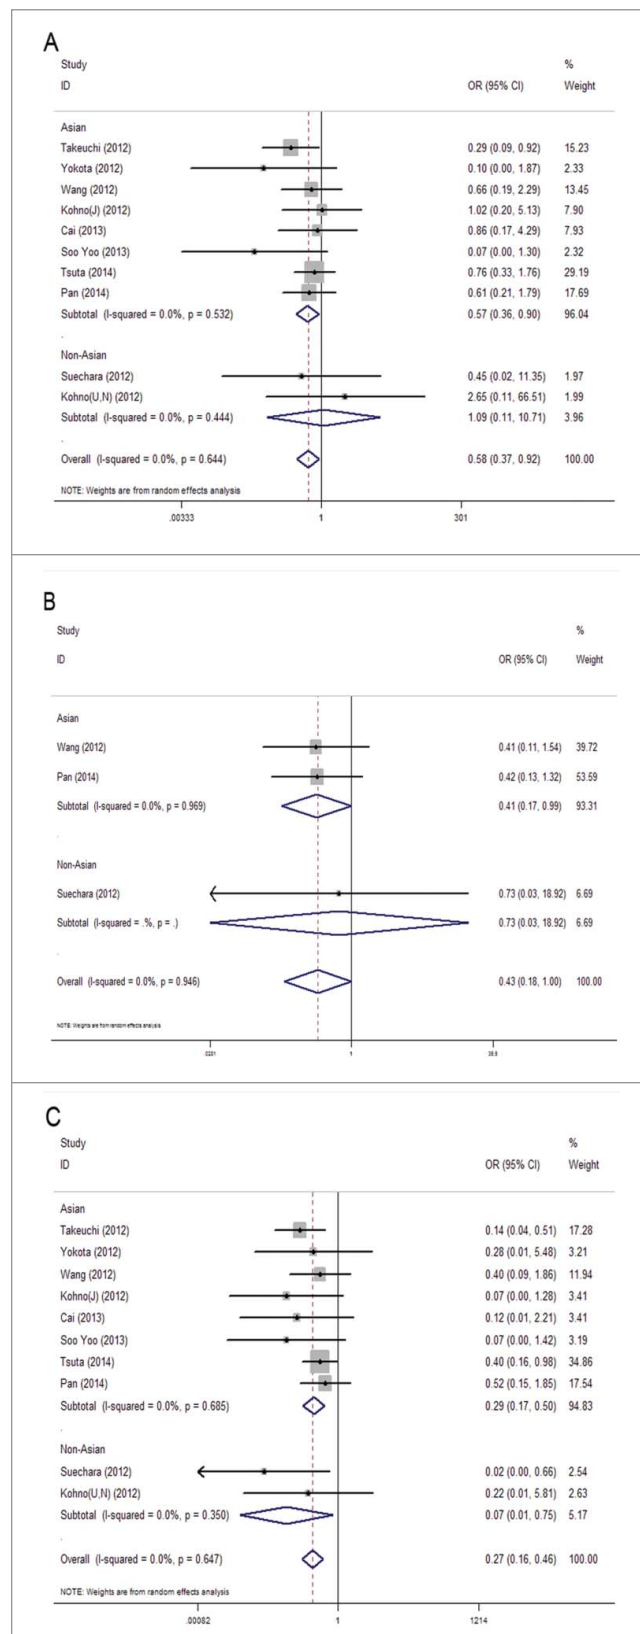 A
Study %
ID OR (95% CI) Weight
Asian
Takeuchi (2012) 0.29 (0.09, 0.92) 15.23
Yokota (2012) 0.10 (0.00, 1.87) 2.33
Wang (2012) 0.66 (0.19, 2.29) 13.45
Kohno(J) (2012) 1.02 (0.20, 5.13) 7.90
Cai (2013) 0.86 (0.17, 4.29) 7.93
Soo Yoo (2013) 0.07 (0.00, 1.30) 2.32
Tsuta (2014) 0.76 (0.33, 1.76) 29.19
Pan (2014) 0.61 (0.21, 1.79) 17.69
Subtotal (I-squared = 0.0%, p = 0.532) 0.57 (0.36, 0.90) 96.04
.
Non-Asian
Suechara (2012) 0.45 (0.02, 11.35) 1.97
Kohno(U,N) (2012) 2.65 (0.11, 66.51) 1.99
Subtotal (I-squared = 0.0%, p = 0.444) 1.09 (0.11, 10.71) 3.96
.
Overall (I-squared = 0.0%, p = 0.644) 0.58 (0.37, 0.92) 100.00
NOTE: Weights are from random effects analysis
.00333 1 301
B
Study %
ID OR (95% CI) Weight
Asian
Wang (2012) 0.41 (0.11, 1.54) 39.72
Pan (2014) 0.42 (0.13, 1.32) 53.59
Subtotal (I-squared = 0.0%, p = 0.969) 0.41 (0.17, 0.99) 93.31
.
Non-Asian
Suechara (2012) 0.73 (0.03, 18.92) 6.69
Subtotal (I-squared = .%, p = .) 0.73 (0.03, 18.92) 6.69
.
Overall (I-squared = 0.0%, p = 0.946) 0.43 (0.18, 1.00) 100.00
NOTE: Weights are from random effects analysis
1
C
Study %
ID OR (95% CI) Weight
Asian
Takeuchi (2012) 0.14 (0.04, 0.51) 17.28
Yokota (2012) 0.28 (0.01, 5.48) 3.21
Wang (2012) 0.40 (0.09, 1.86) 11.94
Kohno(J) (2012) 0.07 (0.00, 1.28) 3.41
Cai (2013) 0.12 (0.01, 2.21) 3.41
Soo Yoo (2013) 0.07 (0.00, 1.42) 3.19
Tsuta (2014) 0.40 (0.16, 0.98) 34.86
Pan (2014) 0.52 (0.15, 1.85) 17.54
Subtotal (I-squared = 0.0%, p = 0.685) 0.29 (0.17, 0.50) 94.83
.
Non-Asian
Suechara (2012) 0.02 (0.00, 0.66) 2.54
Kohno(U,N) (2012) 0.22 (0.01, 5.81) 2.63
Subtotal (I-squared = 0.0%, p = 0.350) 0.07 (0.01, 0.75) 5.17
.
Overall (I-squared = 0.0%, p = 0.647) 0.27 (0.16, 0.46) 100.00
NOTE: Weights are from random effects analysis
.00082 1 1214